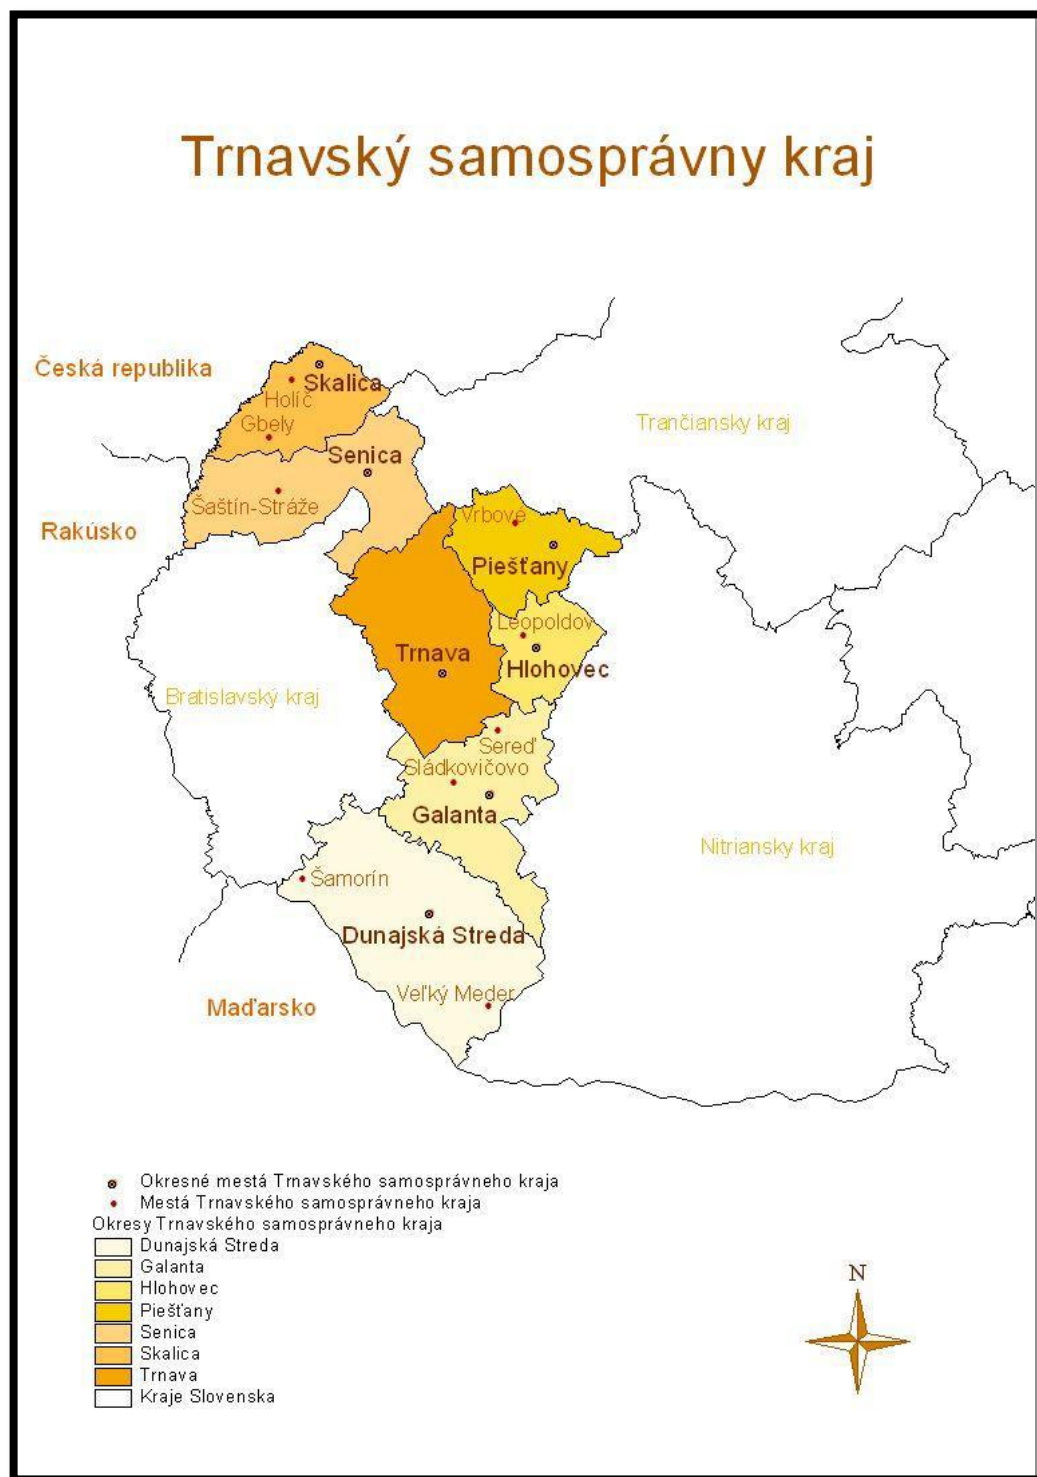 Trnavský samosprávny kraj
Česká republika
Skalica
Holíč
Gbely
Trančiansky kraj
Senica
Šaštín-Stráže
Vrbové
Rakúsko
Piešťany
Leopoldov
Trnava
Hlohovec
Bratislavský kraj
Sereď
Sládkovičovo
Galanta
Nitriansky kraj
Šamorín
Dunajská Streda
Veľký Meder
Maďarsko
Okresné mestá Trnavského samosprávneho kraja
Mestá Trnavského samosprávneho kraja
Okresy Trnavského samosprávneho kraja
Dunajská Streda
Galanta
Hlohovec
Piešťany
Senica
Skalica
Trnava
Kraje Slovenska
N